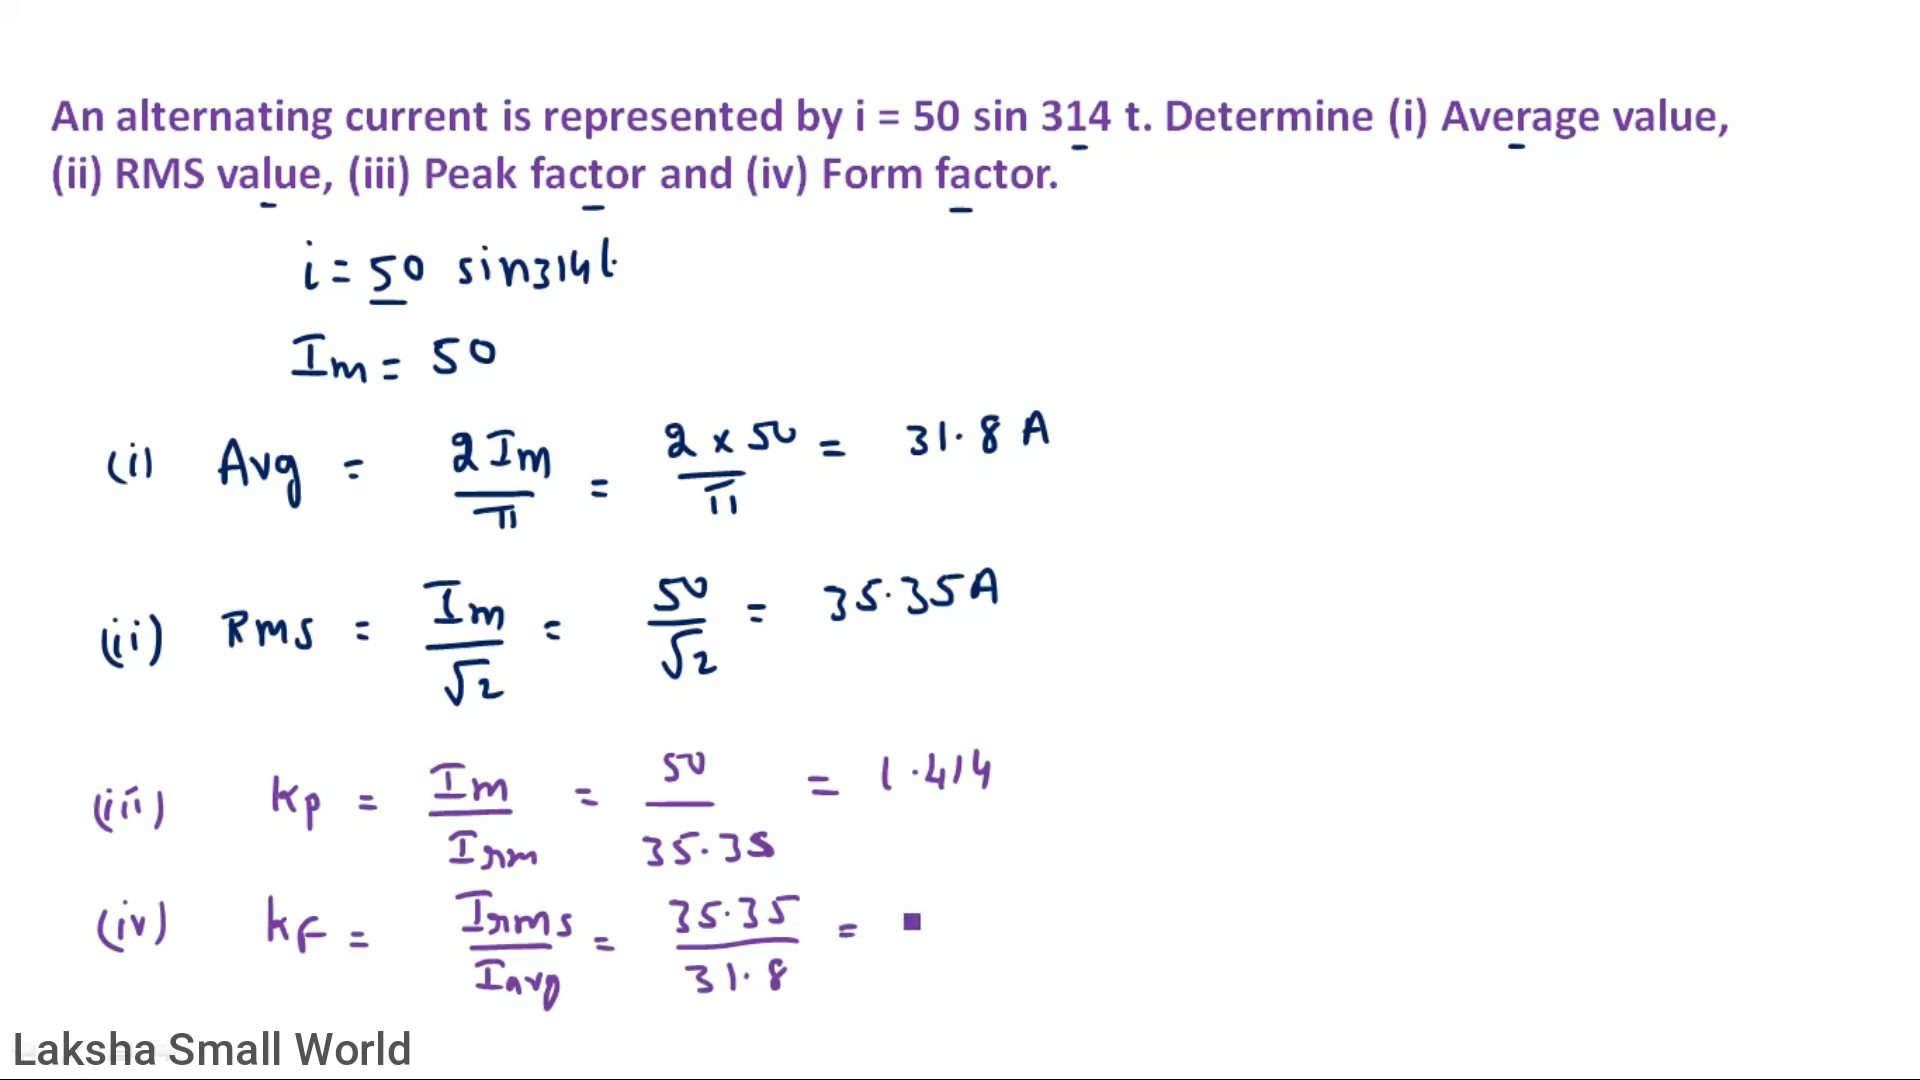 An alternating current is represented by i = 50 sin 314 t. Determine (i) Average value,
(ii) RMS value, (iii) Peak factor and (iv) Form factor.
i = 50 sin314t
Im = 50
(i) Avg = 2Im/π = 2 x 50/π = 31.8 A
(ii) Rms = Im/√2 = 50/√2 = 35.35A
(iii) kp = Im/Irm = 50/35.35 = 1.414
(iv) kF = Irms/Iavg = 35.35/31.8 =
Laksha Small World